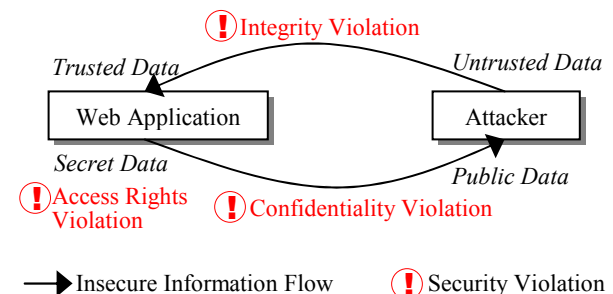 ! Integrity Violation
Trusted Data
Untrusted Data
Web Application
Attacker
Secret Data
Public Data
! Access Rights
Violation
! Confidentiality Violation
Insecure Information Flow
! Security Violation